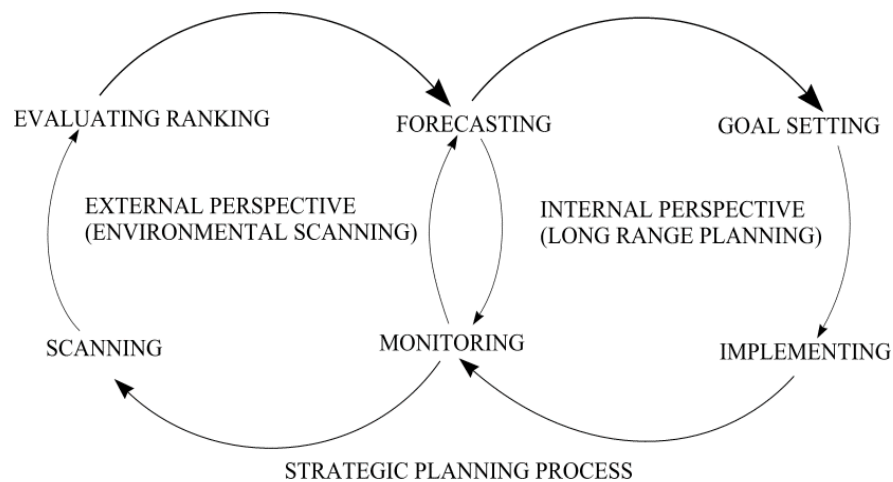 EVALUATING RANKING
FORECASTING
GOAL SETTING
EXTERNAL PERSPECTIVE
(ENVIRONMENTAL SCANNING)
INTERNAL PERSPECTIVE
(LONG RANGE PLANNING)
SCANNING
MONITORING
IMPLEMENTING
STRATEGIC PLANNING PROCESS